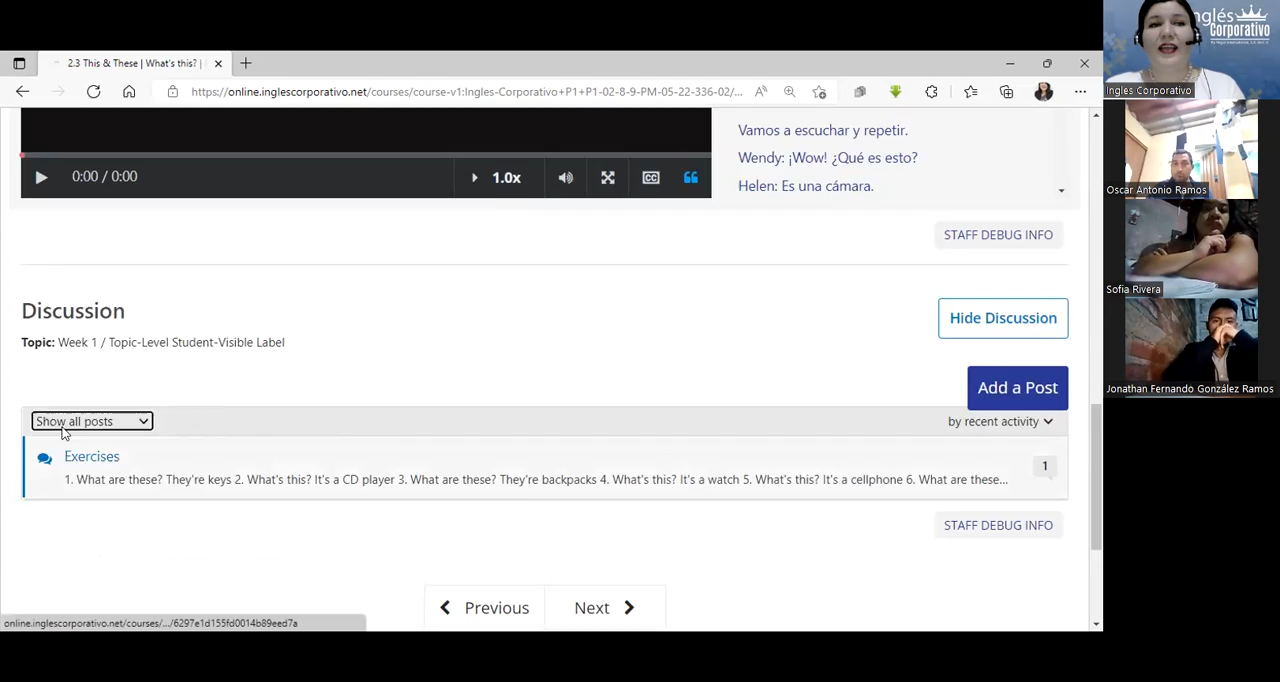 2.3 This & These | What's this? |
https://online.inglescorporativo.net/courses/course-v1:Ingles-Corporativo+P1+P1-02-8-9-PM-05-22-336-02/...
Vamos a escuchar y repetir.
Wendy: ¡Wow! ¿Qué es esto?
Helen: Es una cámara.
0:00 / 0:00
1.0x
CC
STAFF DEBUG INFO
Discussion
Hide Discussion
Topic: Week 1 / Topic-Level Student-Visible Label
Add a Post
Show all posts
by recent activity
Exercises
1. What are these? They're keys 2. What's this? It's a CD player 3. What are these? They're backpacks 4. What's this? It's a watch 5. What's this? It's a cellphone 6. What are these...
1
STAFF DEBUG INFO
Previous
Next
online.inglescorporativo.net/courses/.../6297e1d155fd0014b89eed7a
Inglés
Corporativo
Ingles Corporativo
Oscar Antonio Ramos
Sofia Rivera
Jonathan Fernando González Ramos